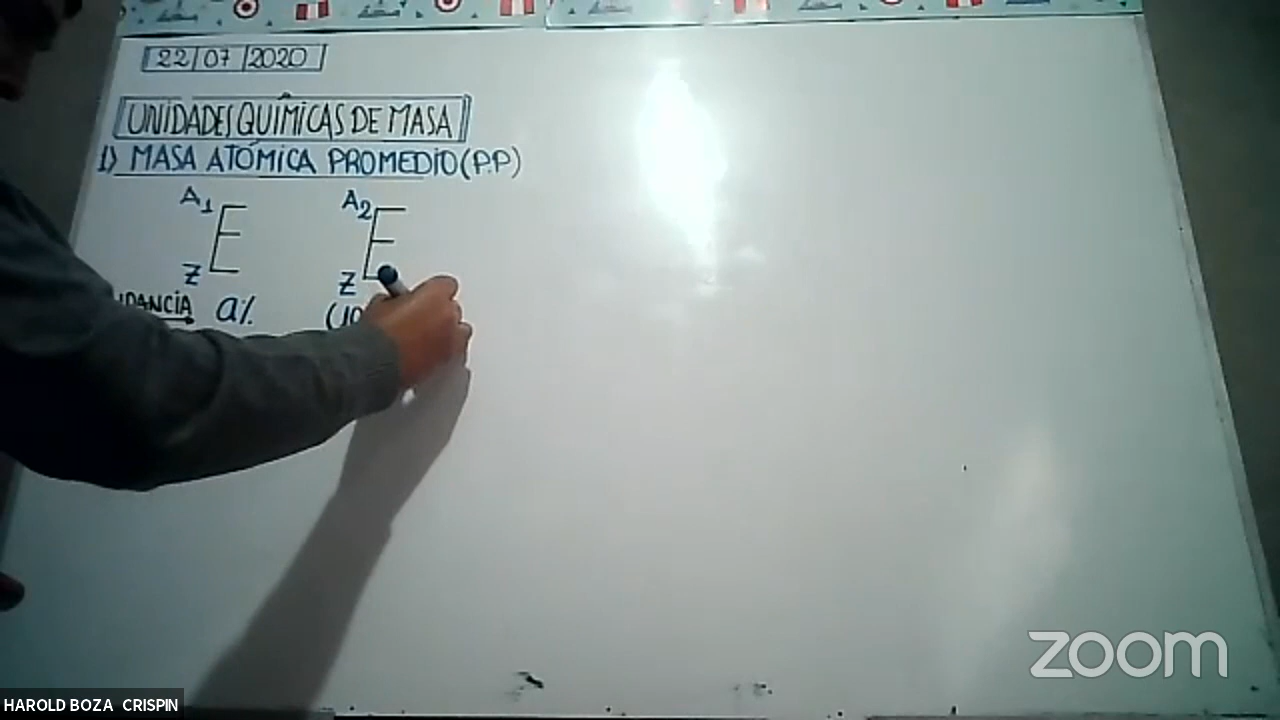 22 07 2020
UNIDADES QUÍMICAS DE MASA
1) MASA ATÓMICA PROMEDIO (P.P)
A1 E Z
A2 E Z
a%
zoom
HAROLD BOZA CRISPIN